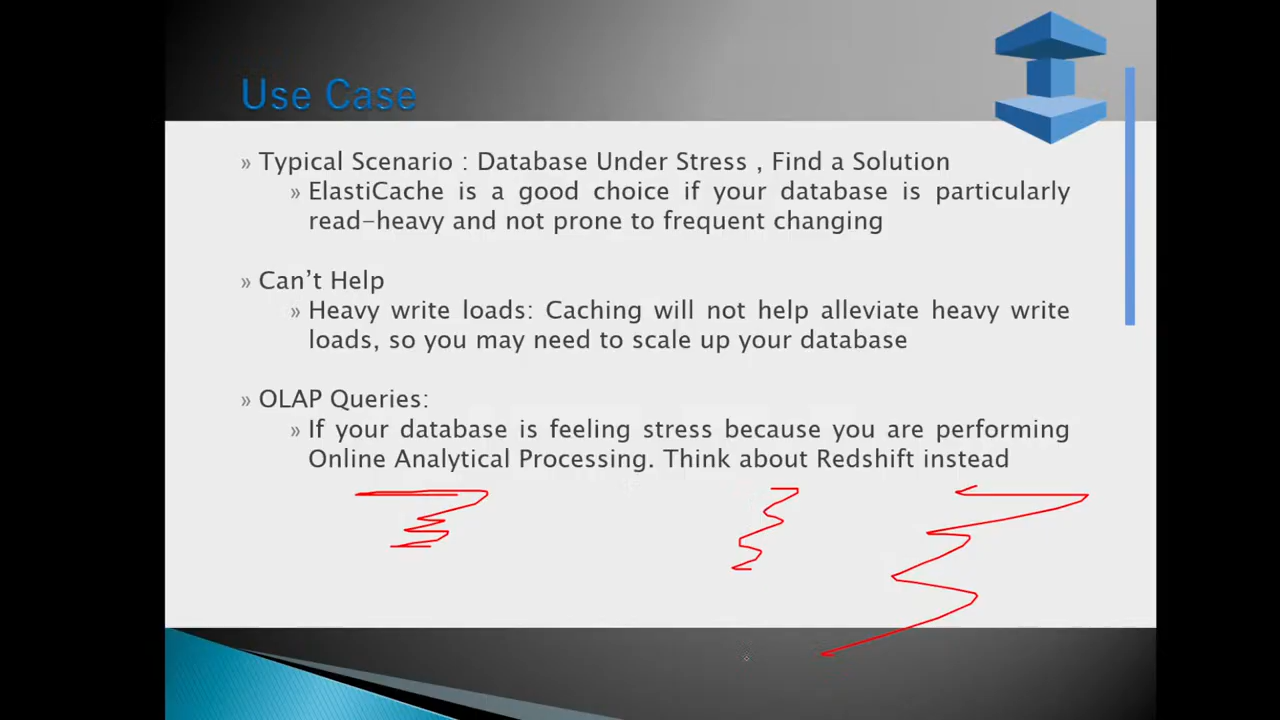 Use Case
» Typical Scenario : Database Under Stress , Find a Solution
» ElastiCache is a good choice if your database is particularly
read-heavy and not prone to frequent changing
» Can't Help
» Heavy write loads: Caching will not help alleviate heavy write
loads, so you may need to scale up your database
» OLAP Queries:
» If your database is feeling stress because you are performing
Online Analytical Processing. Think about Redshift instead